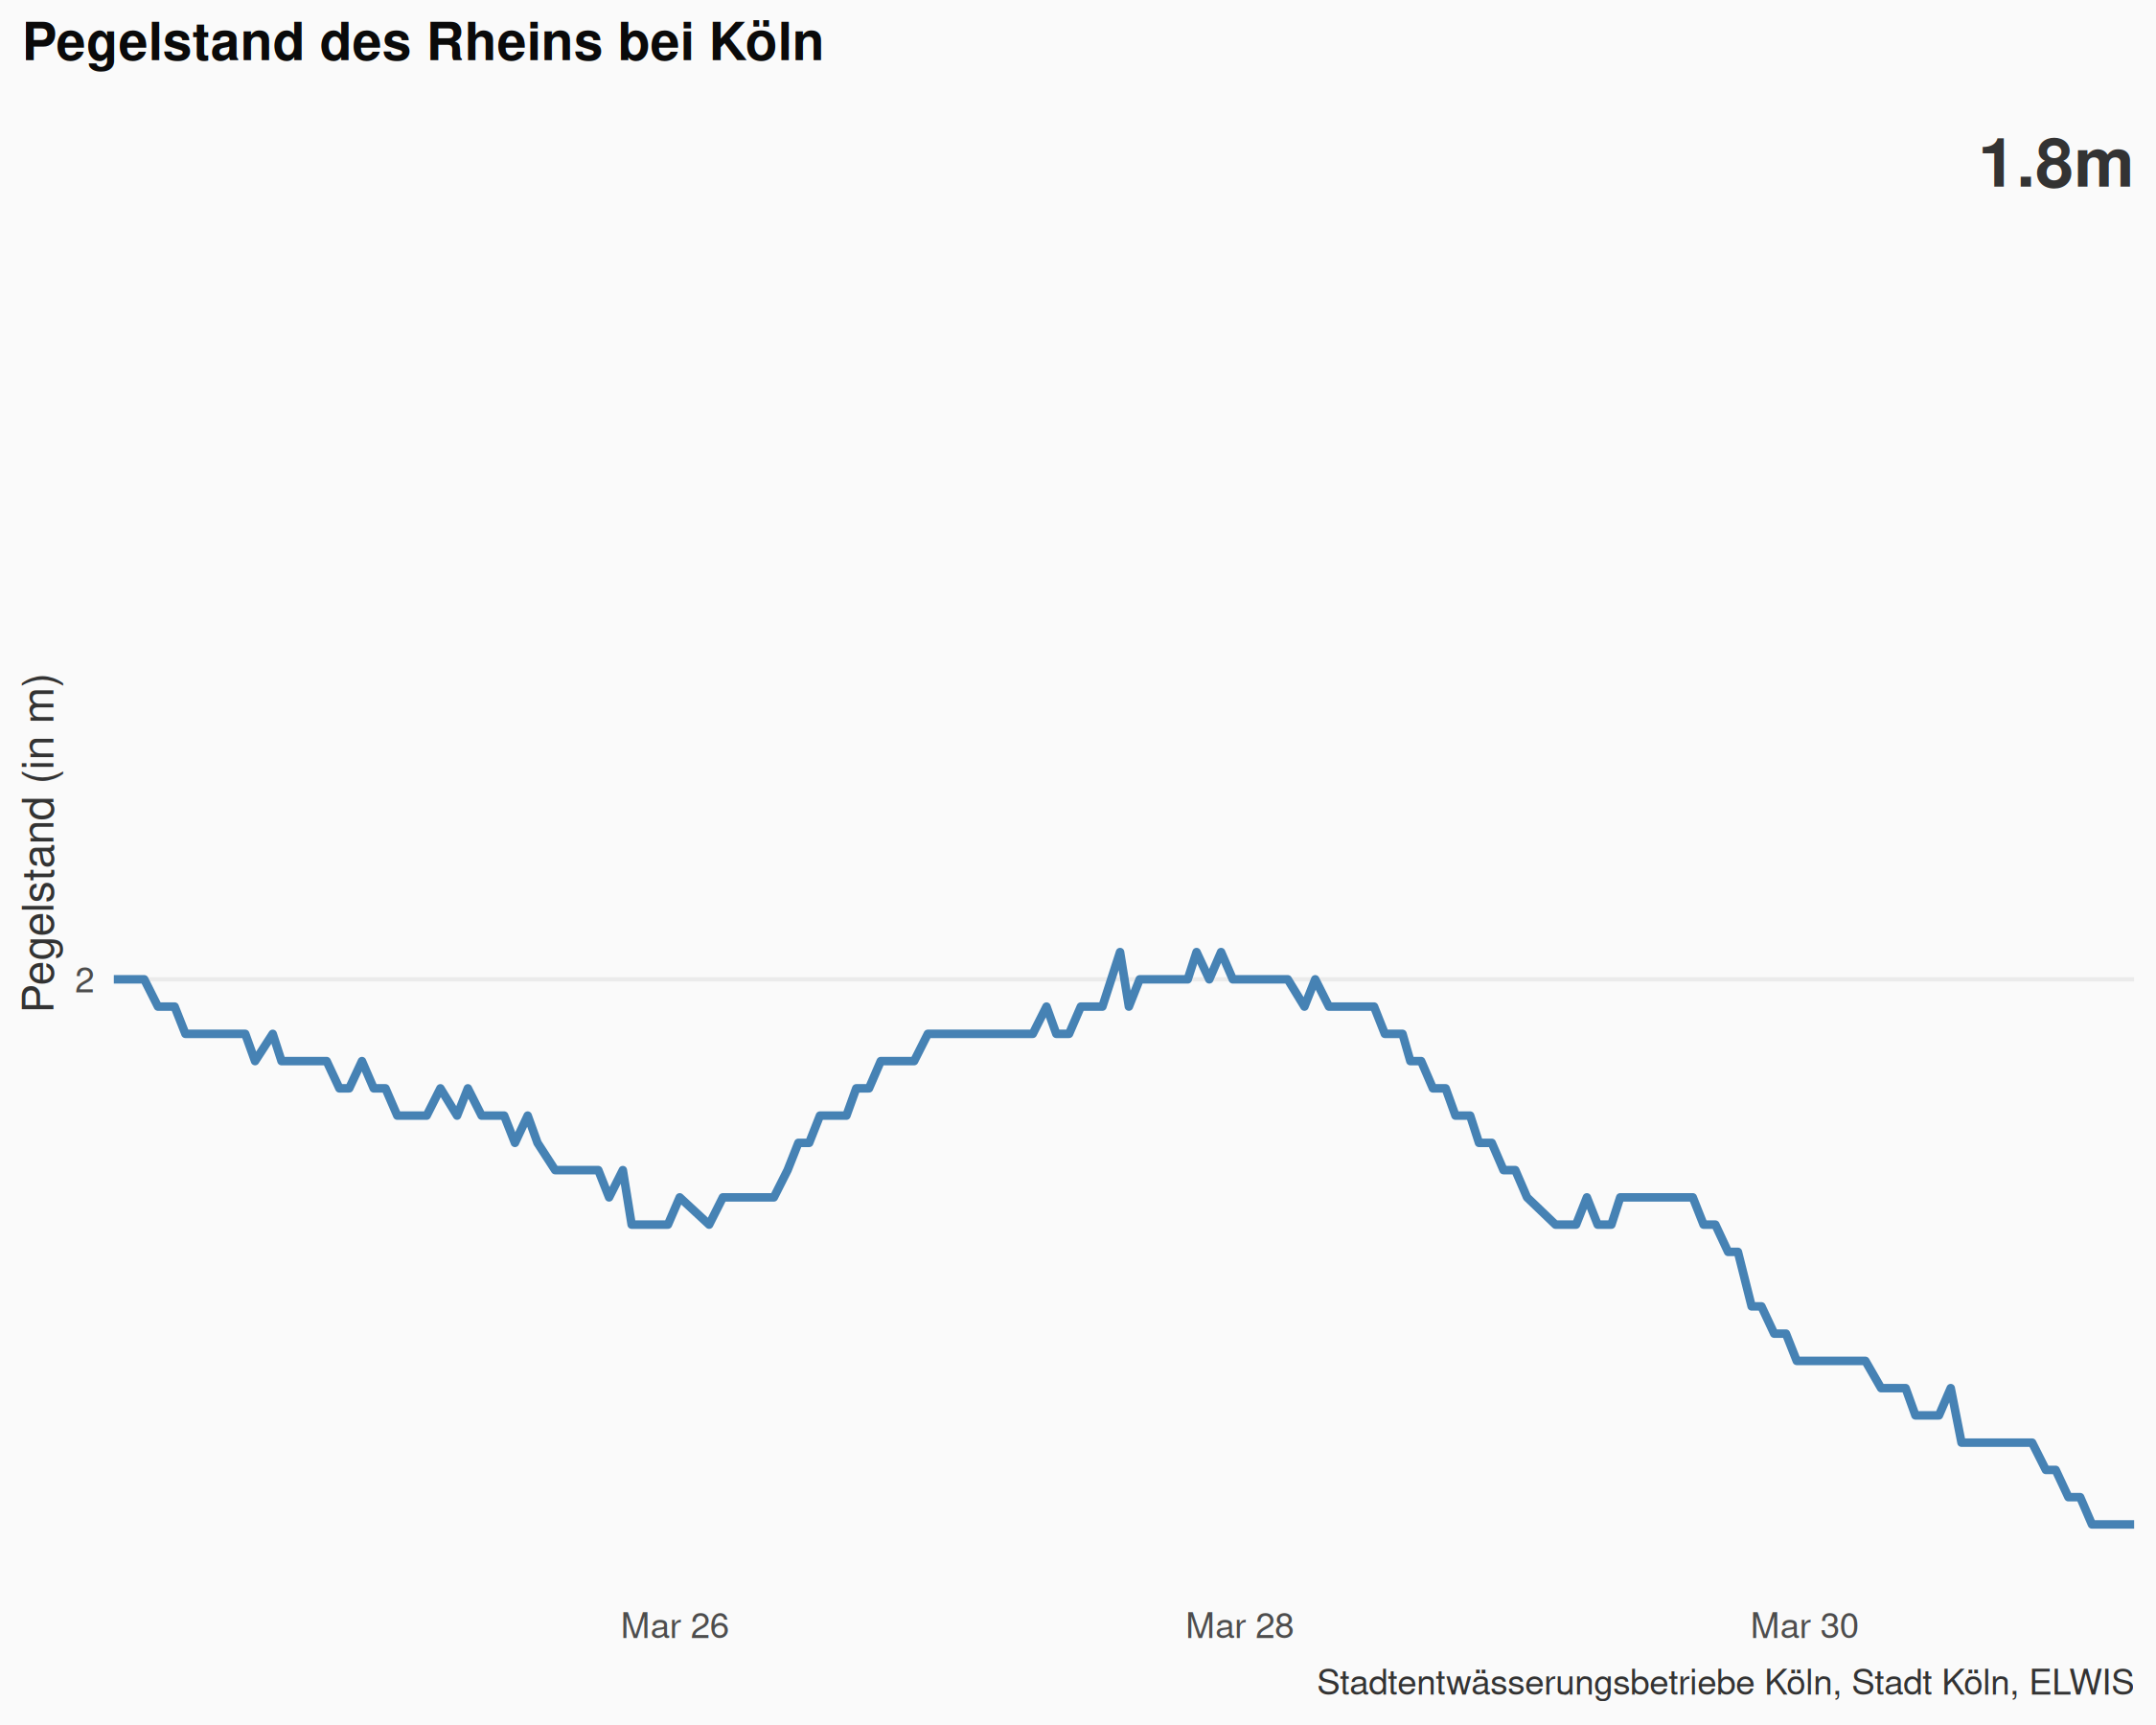 Pegelstand des Rheins bei Köln
1.8m
Pegelstand (in m)
2
Mar 26
Mar 28
Mar 30
Stadtentwässerungsbetriebe Köln, Stadt Köln, ELWIS